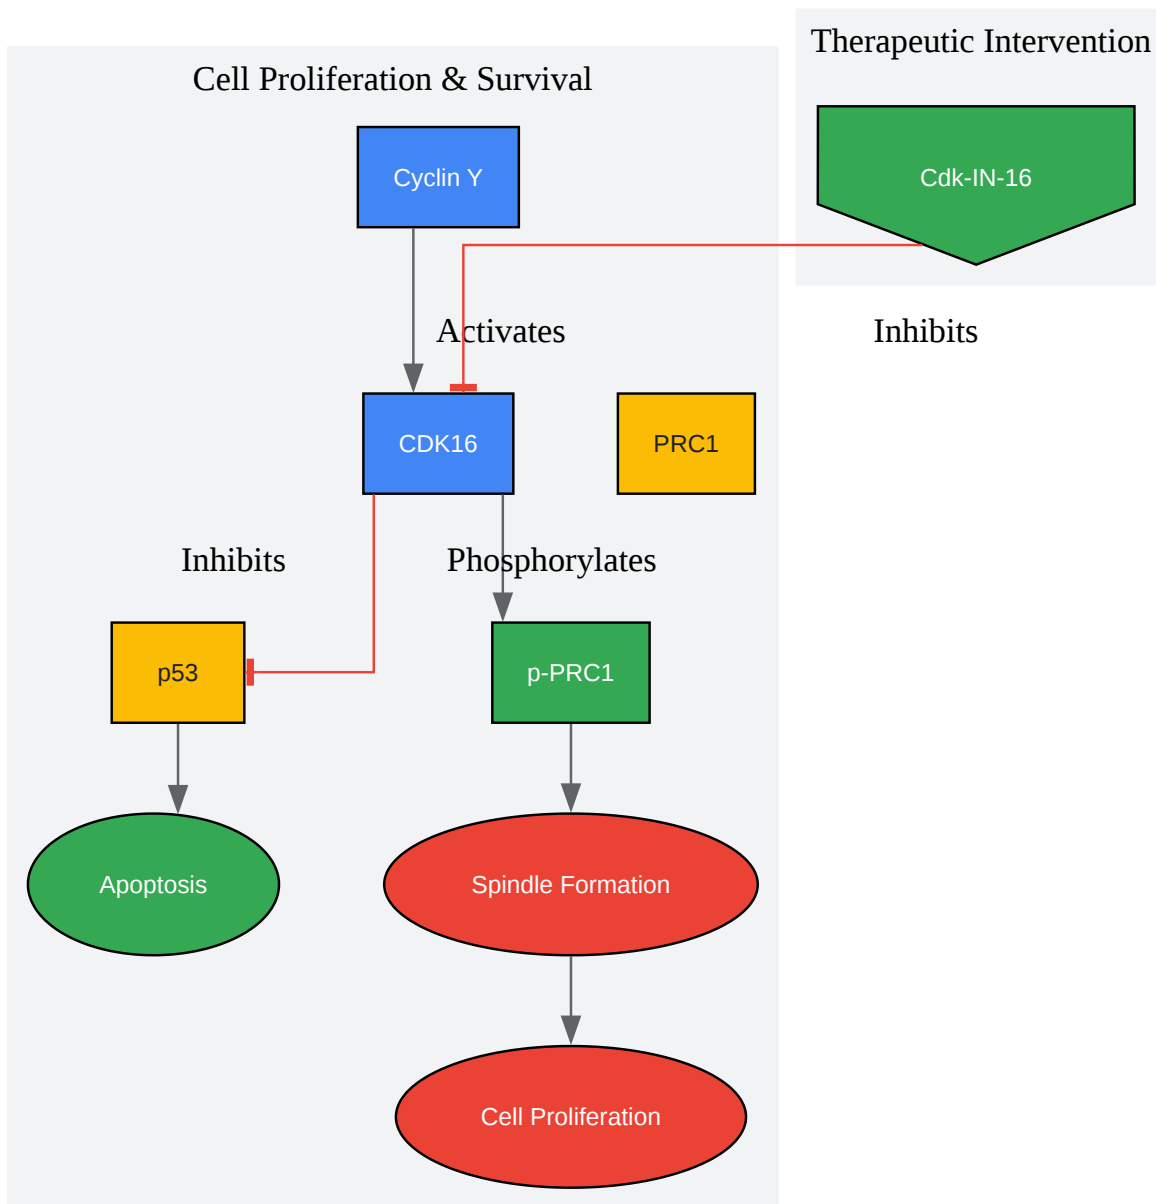 Therapeutic Intervention
Cell Proliferation & Survival
Cyclin Y
Cdk-IN-16
Activates
Inhibits
CDK16
PRC1
Inhibits
Phosphorylates
p53
p-PRC1
Apoptosis
Spindle Formation
Cell Proliferation